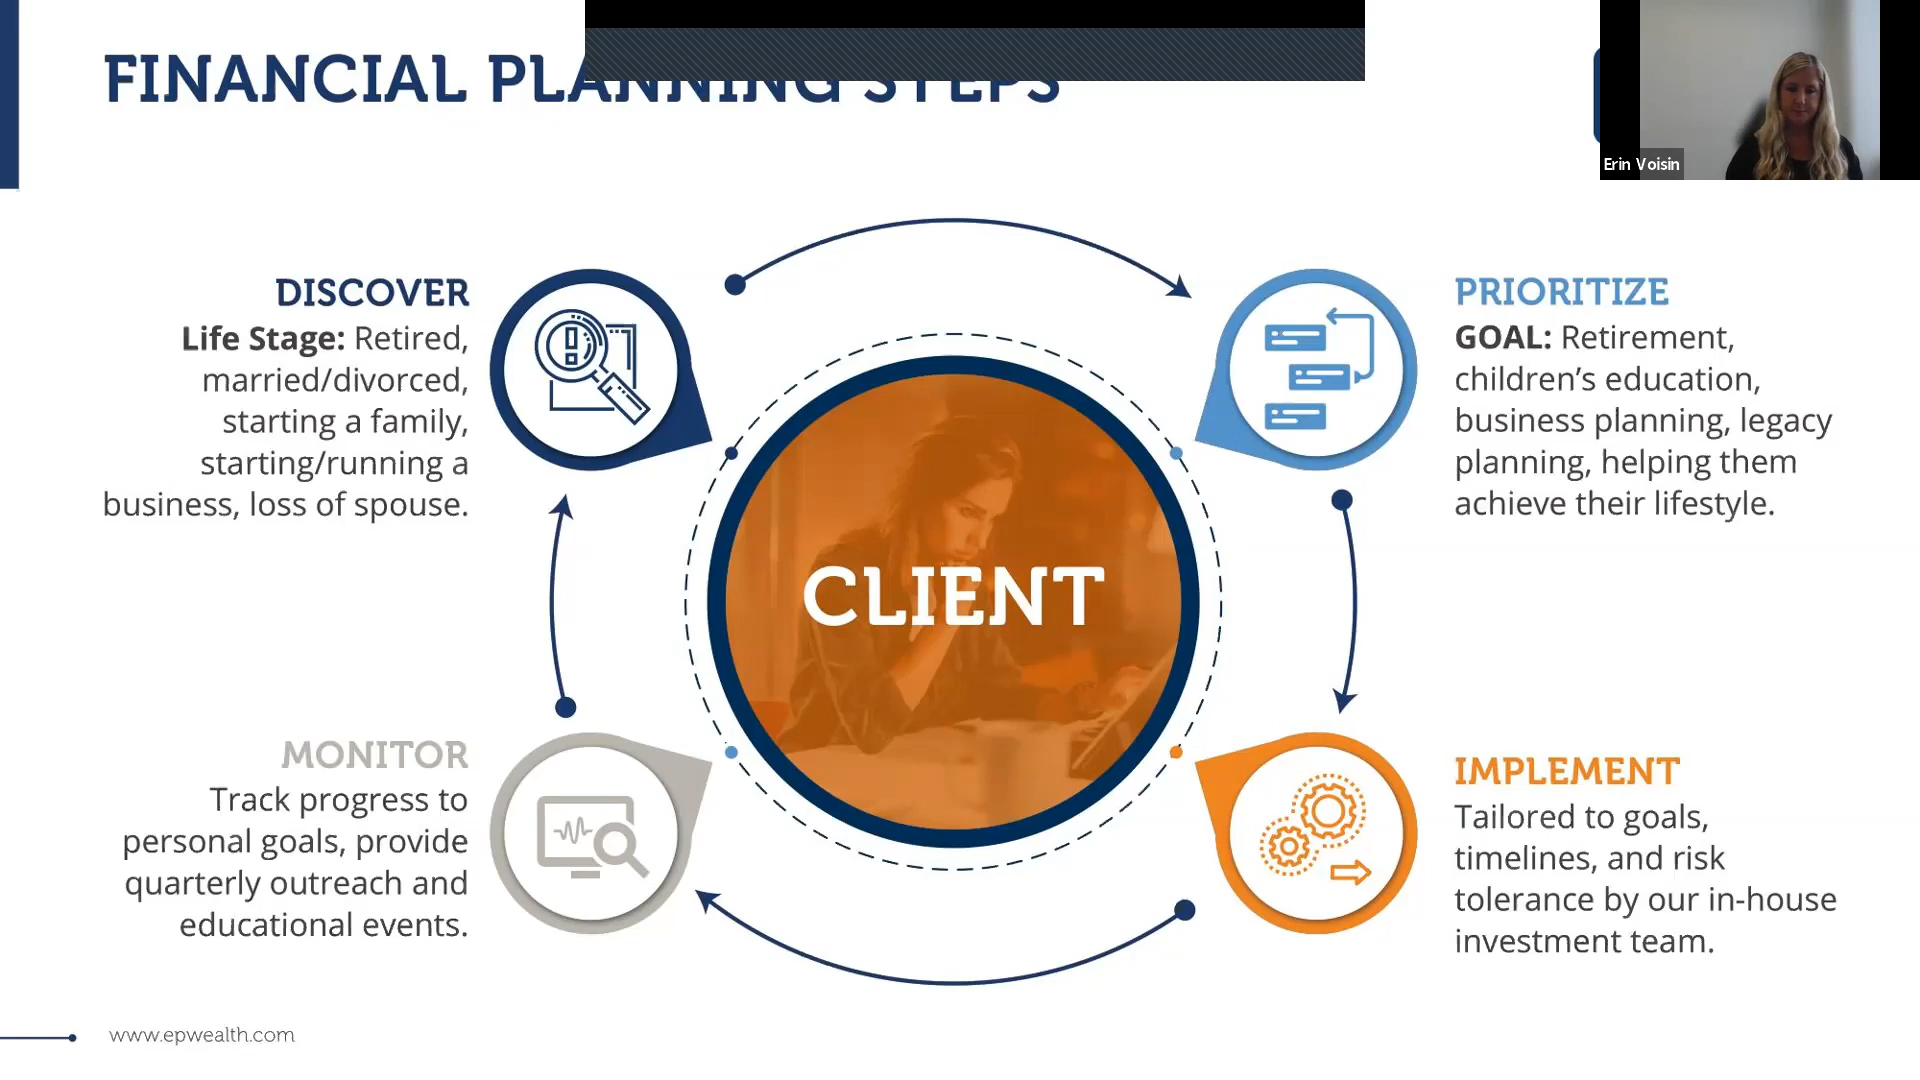 FINANCIAL PLANNING STEPS
Erin Voisin
DISCOVER
Life Stage: Retired,
married/divorced,
starting a family,
starting/running a
business, loss of spouse.
PRIORITIZE
GOAL: Retirement,
children’s education,
business planning, legacy
planning, helping them
achieve their lifestyle.
CLIENT
MONITOR
Track progress to
personal goals, provide
quarterly outreach and
educational events.
IMPLEMENT
Tailored to goals,
timelines, and risk
tolerance by our in-house
investment team.
www.epwealth.com